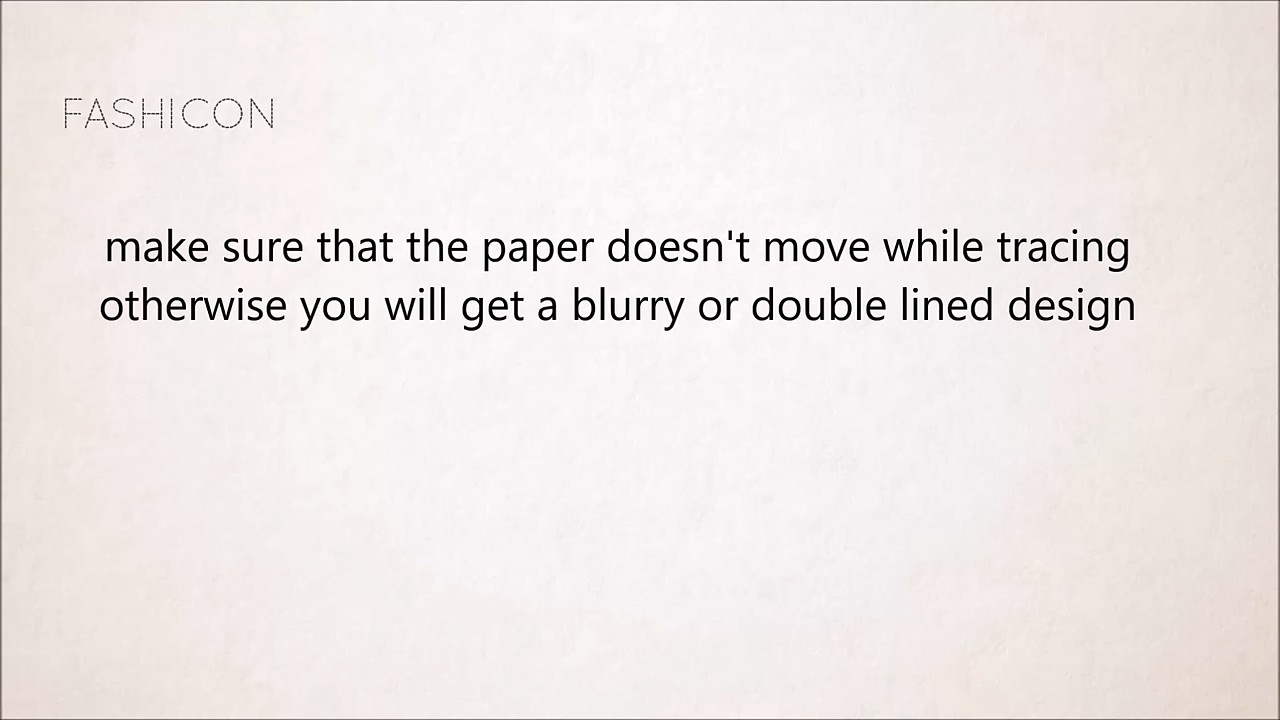 FASHICON
make sure that the paper doesn't move while tracing
otherwise you will get a blurry or double lined design